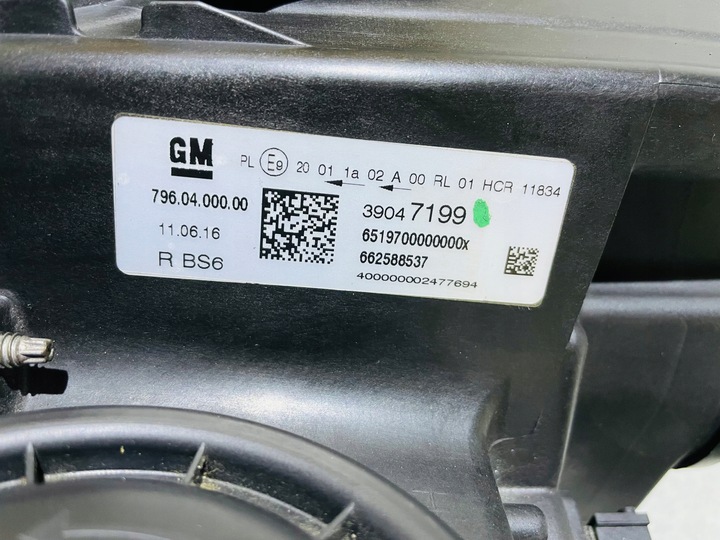 GM
PL E9 20 01 1a 02 A 00 RL 01 HCR 11834
796.04.000.00
39047199
11.06.16
6519700000000x
R BS6
662588537
400000002477694